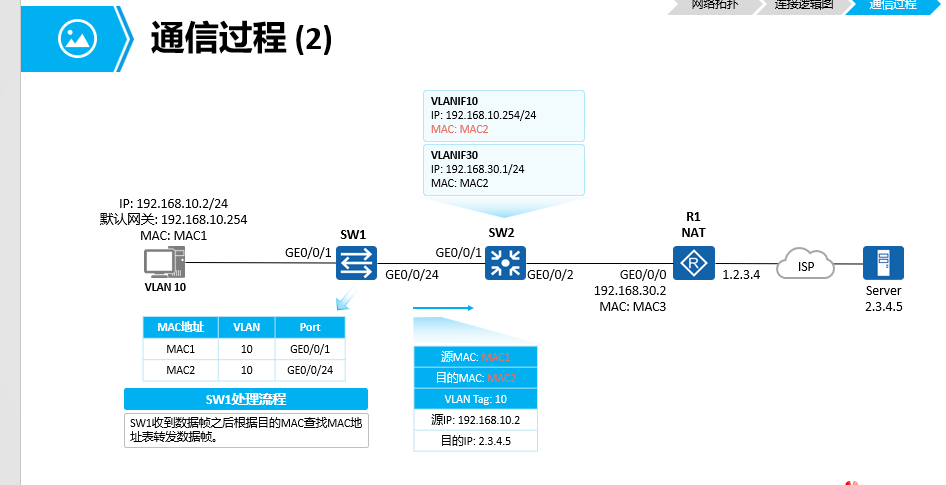 网络拓扑
连接逻辑图
通信过程
通信过程 (2)
VLANIF10
IP: 192.168.10.254/24
MAC: MAC2
VLANIF30
IP: 192.168.30.1/24
MAC: MAC2
IP: 192.168.10.2/24
默认网关: 192.168.10.254
MAC: MAC1
VLAN 10
SW1
GE0/0/1
GE0/0/24
SW2
GE0/0/1
GE0/0/2
R1
NAT
R
GE0/0/0
192.168.30.2
MAC: MAC3
1.2.3.4
ISP
Server
2.3.4.5
MAC地址 VLAN Port
MAC1 10 GE0/0/1
MAC2 10 GE0/0/24
SW1处理流程
SW1收到数据帧之后根据目的MAC查找MAC地
址表转发数据帧。
源MAC: MAC1
目的MAC: MAC2
VLAN Tag: 10
源IP: 192.168.10.2
目的IP: 2.3.4.5